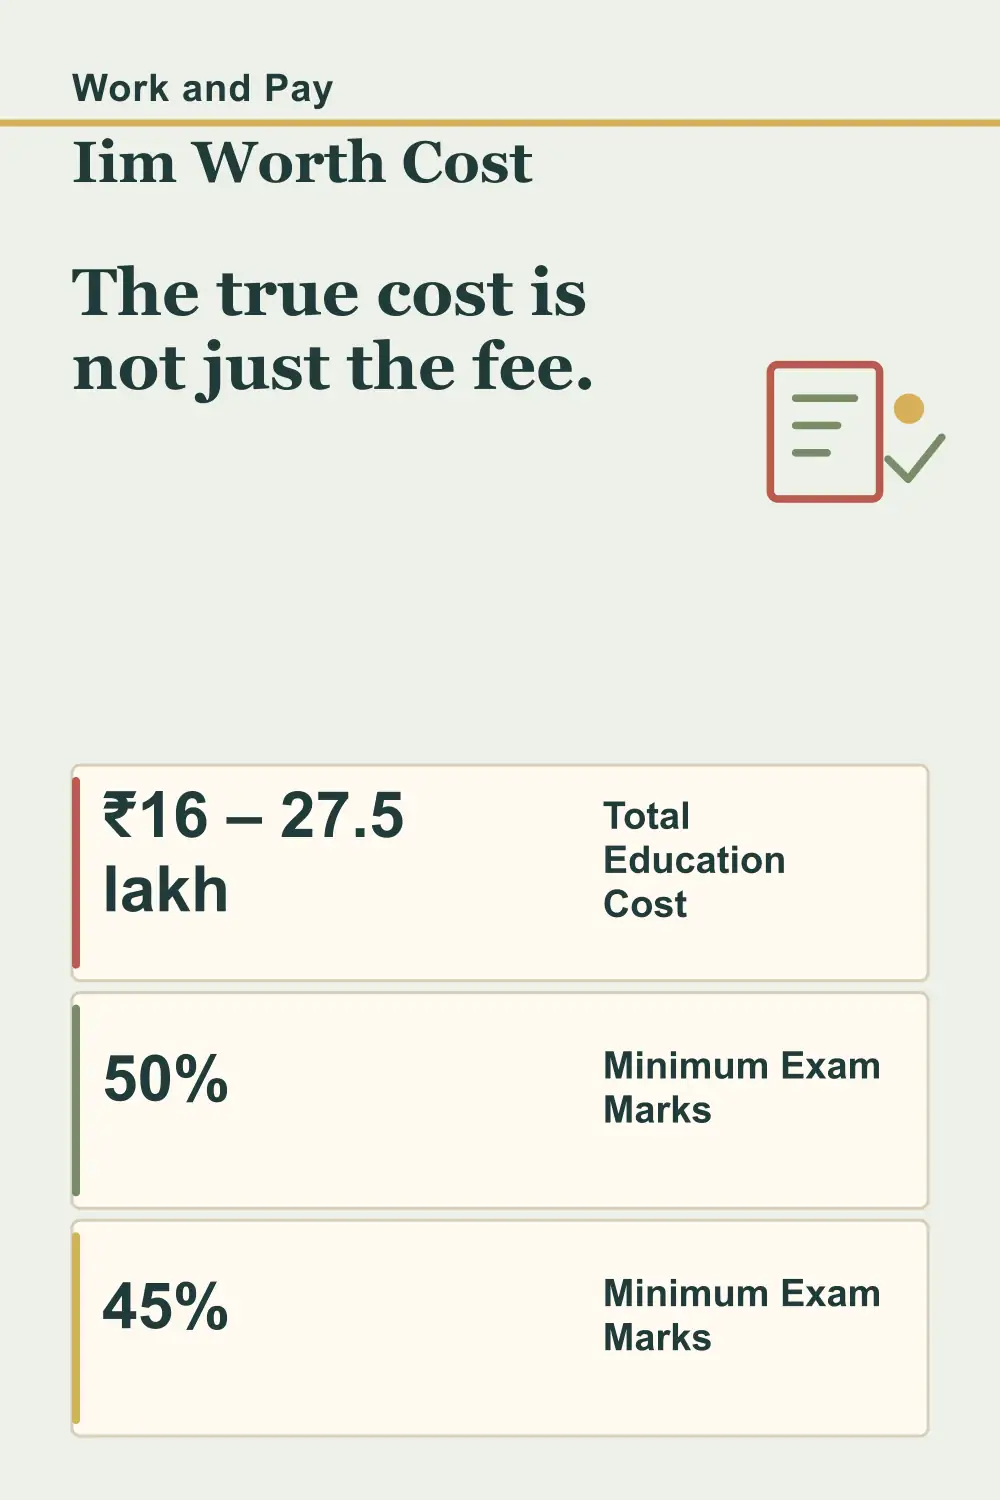 Work and Pay
Iim Worth Cost
The true cost is
not just the fee.
₹16 – 27.5
lakh
Total
Education
Cost
50%
Minimum Exam
Marks
45%
Minimum Exam
Marks